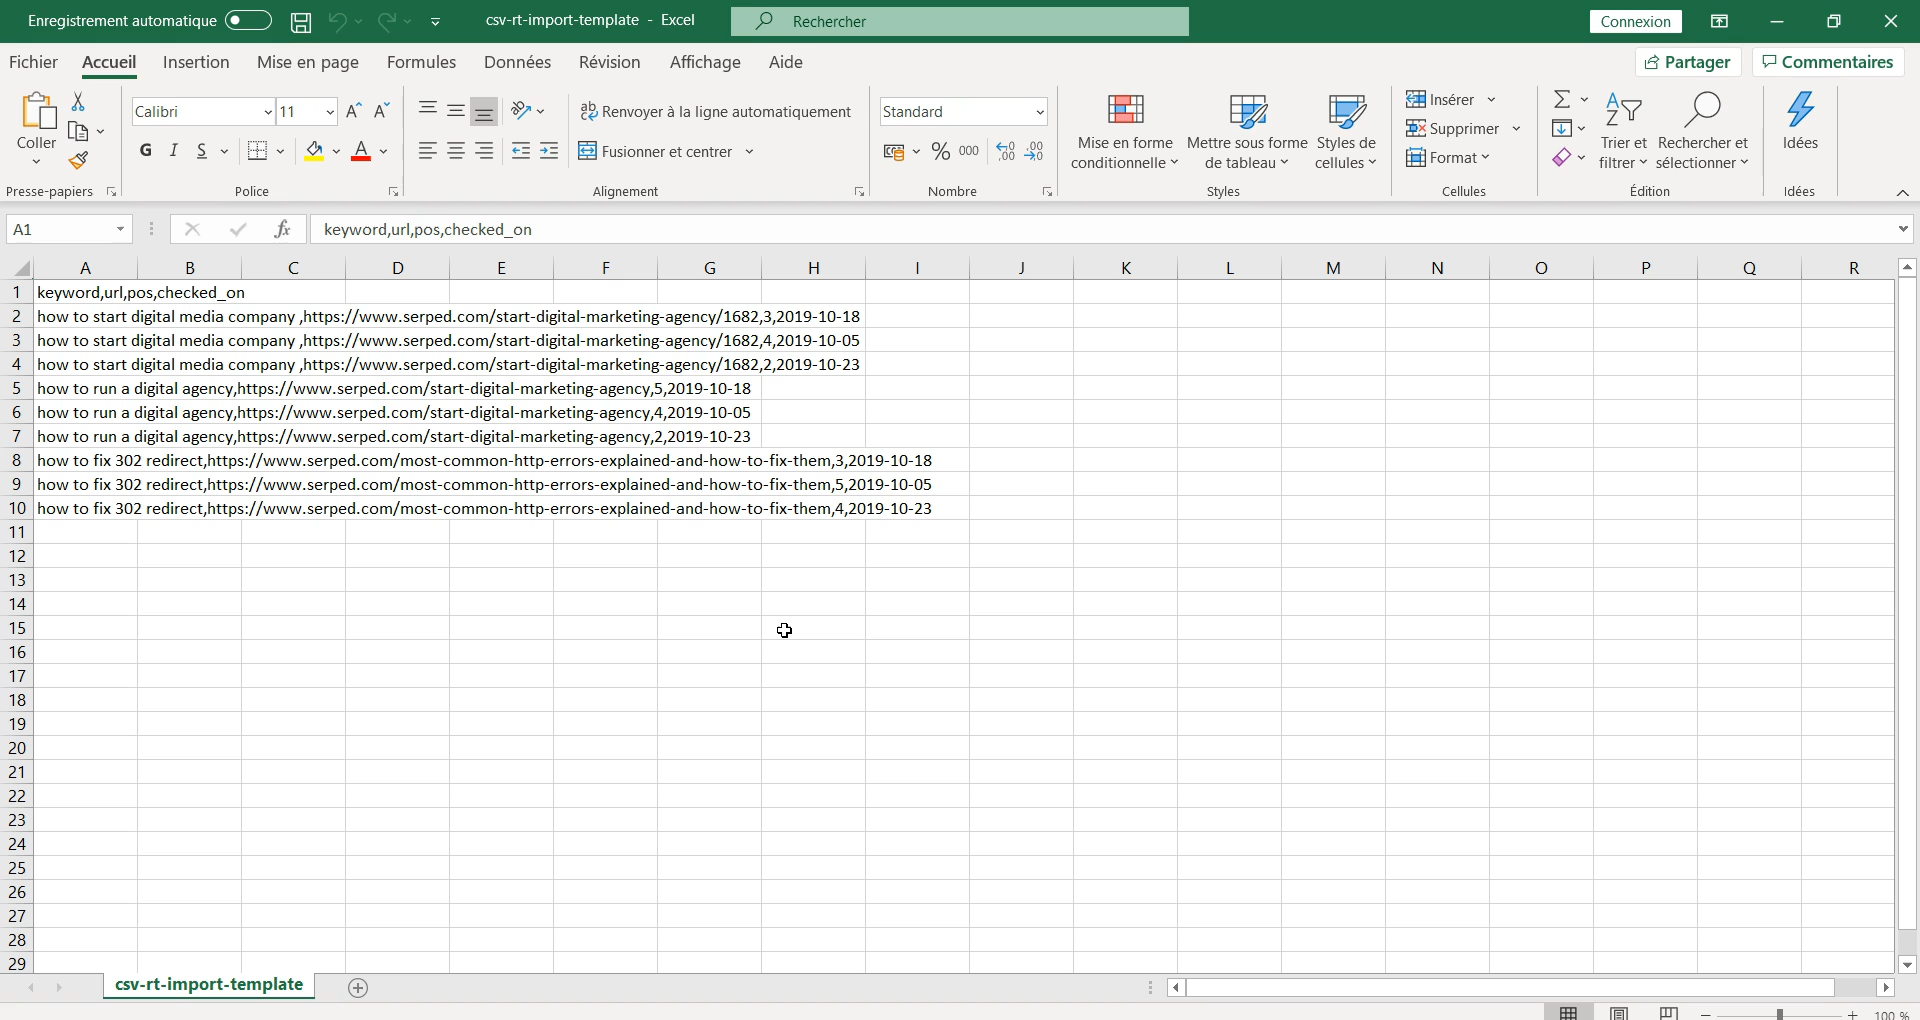 Enregistrement automatique
csv-rt-import-template - Excel
Rechercher
Connexion
Fichier Accueil Insertion Mise en page Formules Données Révision Affichage Aide
Partager Commentaires
Coller
Presse-papiers
Calibri 11
G I S
Police
Renvoyer à la ligne automatiquement
Fusionner et centrer
Alignement
Standard
% 000
Nombre
Mise en forme conditionnelle
Mettre sous forme de tableau
Styles de cellules
Styles
Insérer
Supprimer
Format
Cellules
Trier et filtrer
Rechercher et sélectionner
Édition
Idées
Idées
A1 fx keyword,url,pos,checked_on
A B C D E F G H I J K L M N O P Q R
1 keyword,url,pos,checked_on
2 how to start digital media company ,https://www.serped.com/start-digital-marketing-agency/1682,3,2019-10-18
3 how to start digital media company ,https://www.serped.com/start-digital-marketing-agency/1682,4,2019-10-05
4 how to start digital media company ,https://www.serped.com/start-digital-marketing-agency/1682,2,2019-10-23
5 how to run a digital agency,https://www.serped.com/start-digital-marketing-agency,5,2019-10-18
6 how to run a digital agency,https://www.serped.com/start-digital-marketing-agency,4,2019-10-05
7 how to run a digital agency,https://www.serped.com/start-digital-marketing-agency,2,2019-10-23
8 how to fix 302 redirect,https://www.serped.com/most-common-http-errors-explained-and-how-to-fix-them,3,2019-10-18
9 how to fix 302 redirect,https://www.serped.com/most-common-http-errors-explained-and-how-to-fix-them,5,2019-10-05
10 how to fix 302 redirect,https://www.serped.com/most-common-http-errors-explained-and-how-to-fix-them,4,2019-10-23
11
12
13
14
15
16
17
18
19
20
21
22
23
24
25
26
27
28
29
csv-rt-import-template
100 %